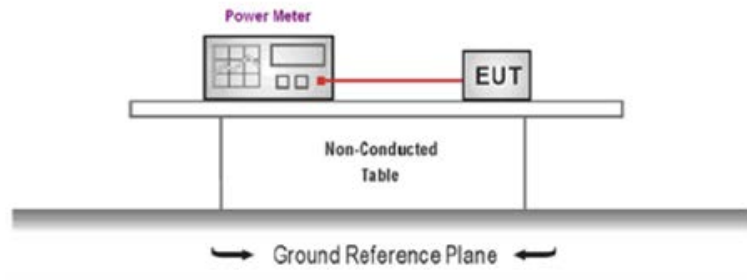 Power Meter
EUT
Non-Conducted
Table
Ground Reference Plane